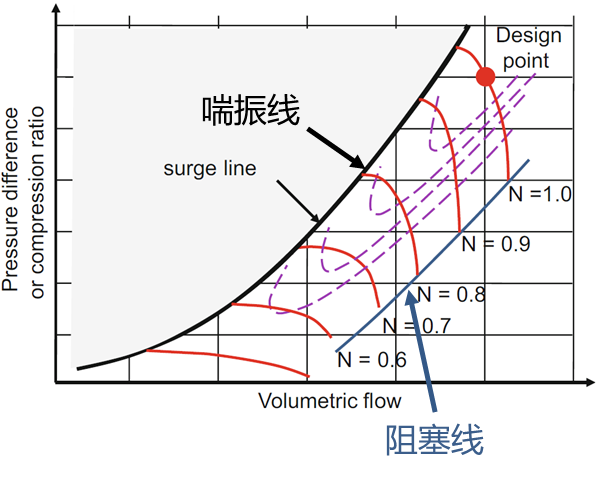 Design
point
喘振线
surge line
Pressure difference
or compression ratio
N =1.0
N = 0.9
N = 0.8
N = 0.7
N = 0.6
Volumetric flow
阻塞线